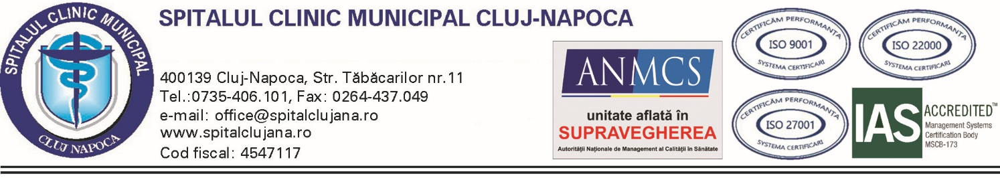 SPITALUL CLINIC MUNICIPAL
CLUJ NAPOCA
SPITALUL CLINIC MUNICIPAL CLUJ-NAPOCA
400139 Cluj-Napoca, Str. Tăbăcarilor nr.11
Tel.:0735-406.101, Fax: 0264-437.049
e-mail: office@spitalclujana.ro
www.spitalclujana.ro
Cod fiscal: 4547117
ANMCS
unitate aflată în
SUPRAVEGHEREA
Autorității Naționale de Management al Calității în Sănătate
CERTIFICĂM PERFORMANȚA
ISO 9001
SYSTEMA CERTIFICARI
CERTIFICĂM PERFORMANȚA
ISO 22000
SYSTEMA CERTIFICARI
CERTIFICĂM PERFORMANȚA
ISO 27001
SYSTEMA CERTIFICARI
IAS
ACCREDITED™
Management Systems
Certification Body
MSCB-173